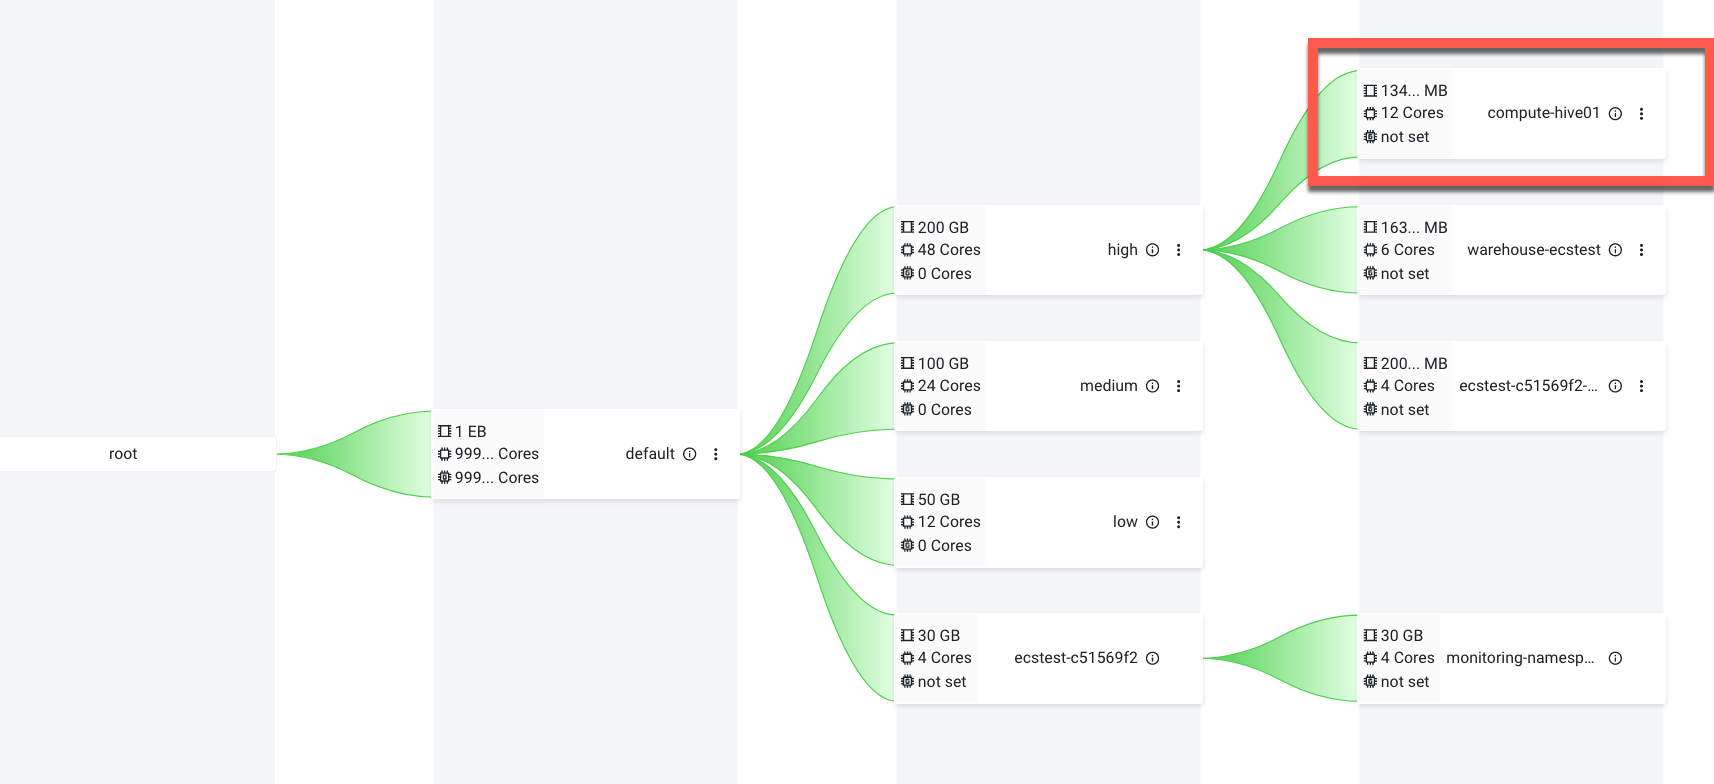 root
1 EB
999... Cores
default
999... Cores
200 GB
48 Cores
high
0 Cores
100 GB
24 Cores
medium
0 Cores
50 GB
12 Cores
low
0 Cores
30 GB
4 Cores
ecstest-c51569f2
not set
134... MB
12 Cores
compute-hive01
not set
163... MB
6 Cores
warehouse-ecstest
not set
200... MB
4 Cores
ecstest-c51569f2-...
not set
30 GB
4 Cores
monitoring-namesp...
not set